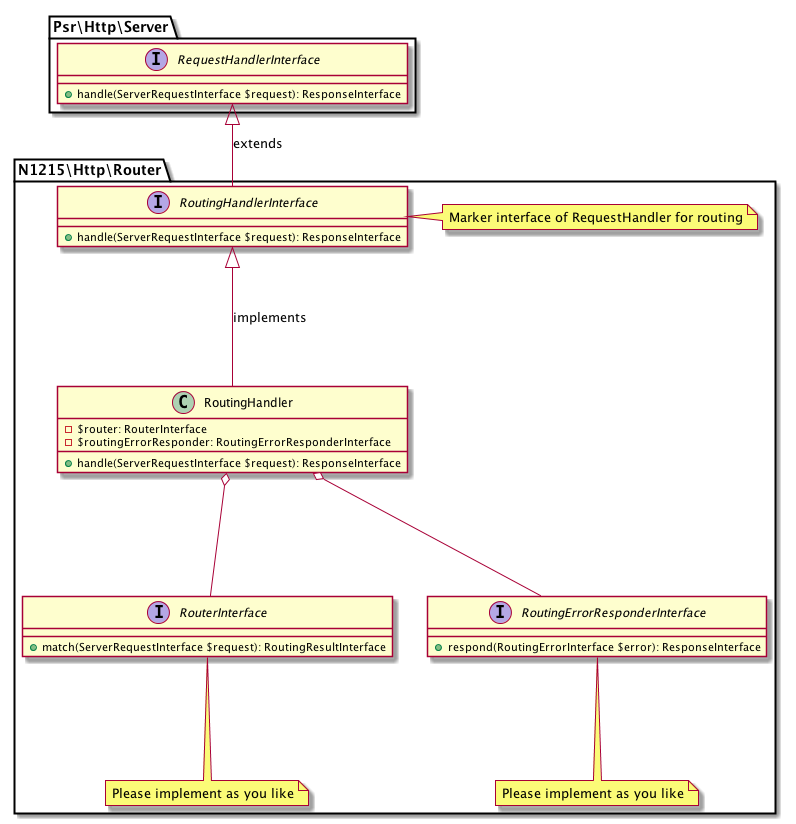 Psr\Http\Server
I RequestHandlerInterface
handle(ServerRequestInterface $request): ResponseInterface
extends
N1215\Http\Router
I RoutingHandlerInterface
handle(ServerRequestInterface $request): ResponseInterface
Marker interface of RequestHandler for routing
implements
C RoutingHandler
$router: RouterInterface
$routingErrorResponder: RoutingErrorResponderInterface
handle(ServerRequestInterface $request): ResponseInterface
I RouterInterface
match(ServerRequestInterface $request): RoutingResultInterface
I RoutingErrorResponderInterface
respond(RoutingErrorInterface $error): ResponseInterface
Please implement as you like
Please implement as you like